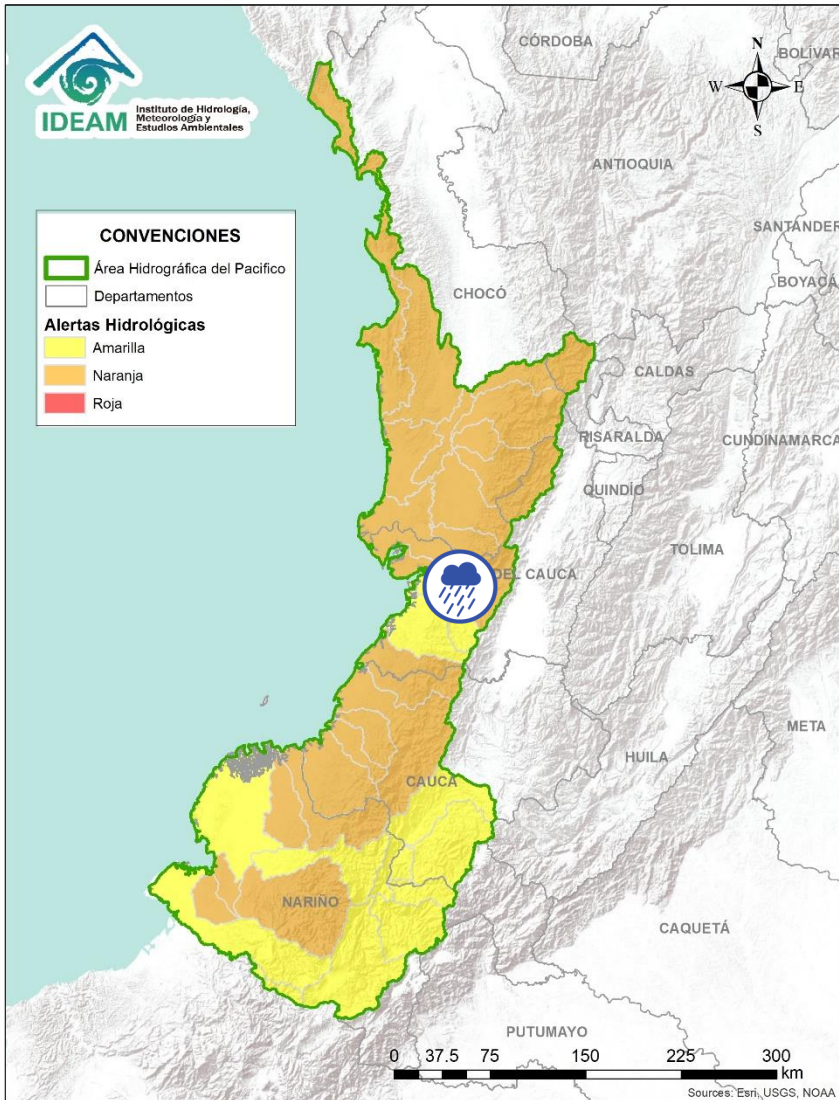 IDEAM
Instituto de Hidrología,
Meteorología y
Estudios Ambientales
CÓRDOBA
BOLÍVAR
N
W
E
S
ANTIOQUIA
SANTANDER
BOYACÁ
CONVENCIONES
Área Hidrográfica del Pacifico
Departamentos
Alertas Hidrológicas
Amarilla
Naranja
Roja
CHOCÓ
CALDAS
RISARALDA
CUNDINAMARCA
QUINDÍO
TOLIMA
DEL CAUCA
META
HUILA
CAUCA
NARIÑO
CAQUETÁ
PUTUMAYO
0 37.5 75 150 225 300
km
Sources: Esri, USGS, NOAA